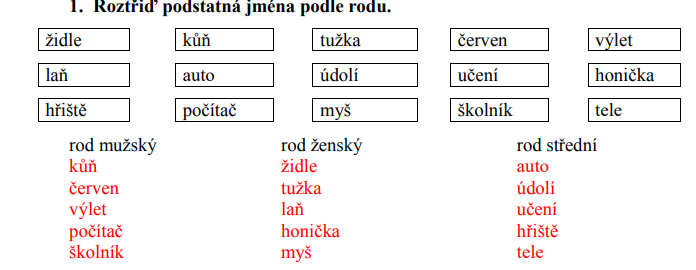 1. Roztřiď podstatná jména podle rodu.
židle kůň tužka červen výlet
laň auto údolí učení honička
hřiště počítač myš školník tele
rod mužský rod ženský rod střední
kůň židle auto
červen tužka údolí
výlet laň učení
počítač honička hřiště
školník myš tele